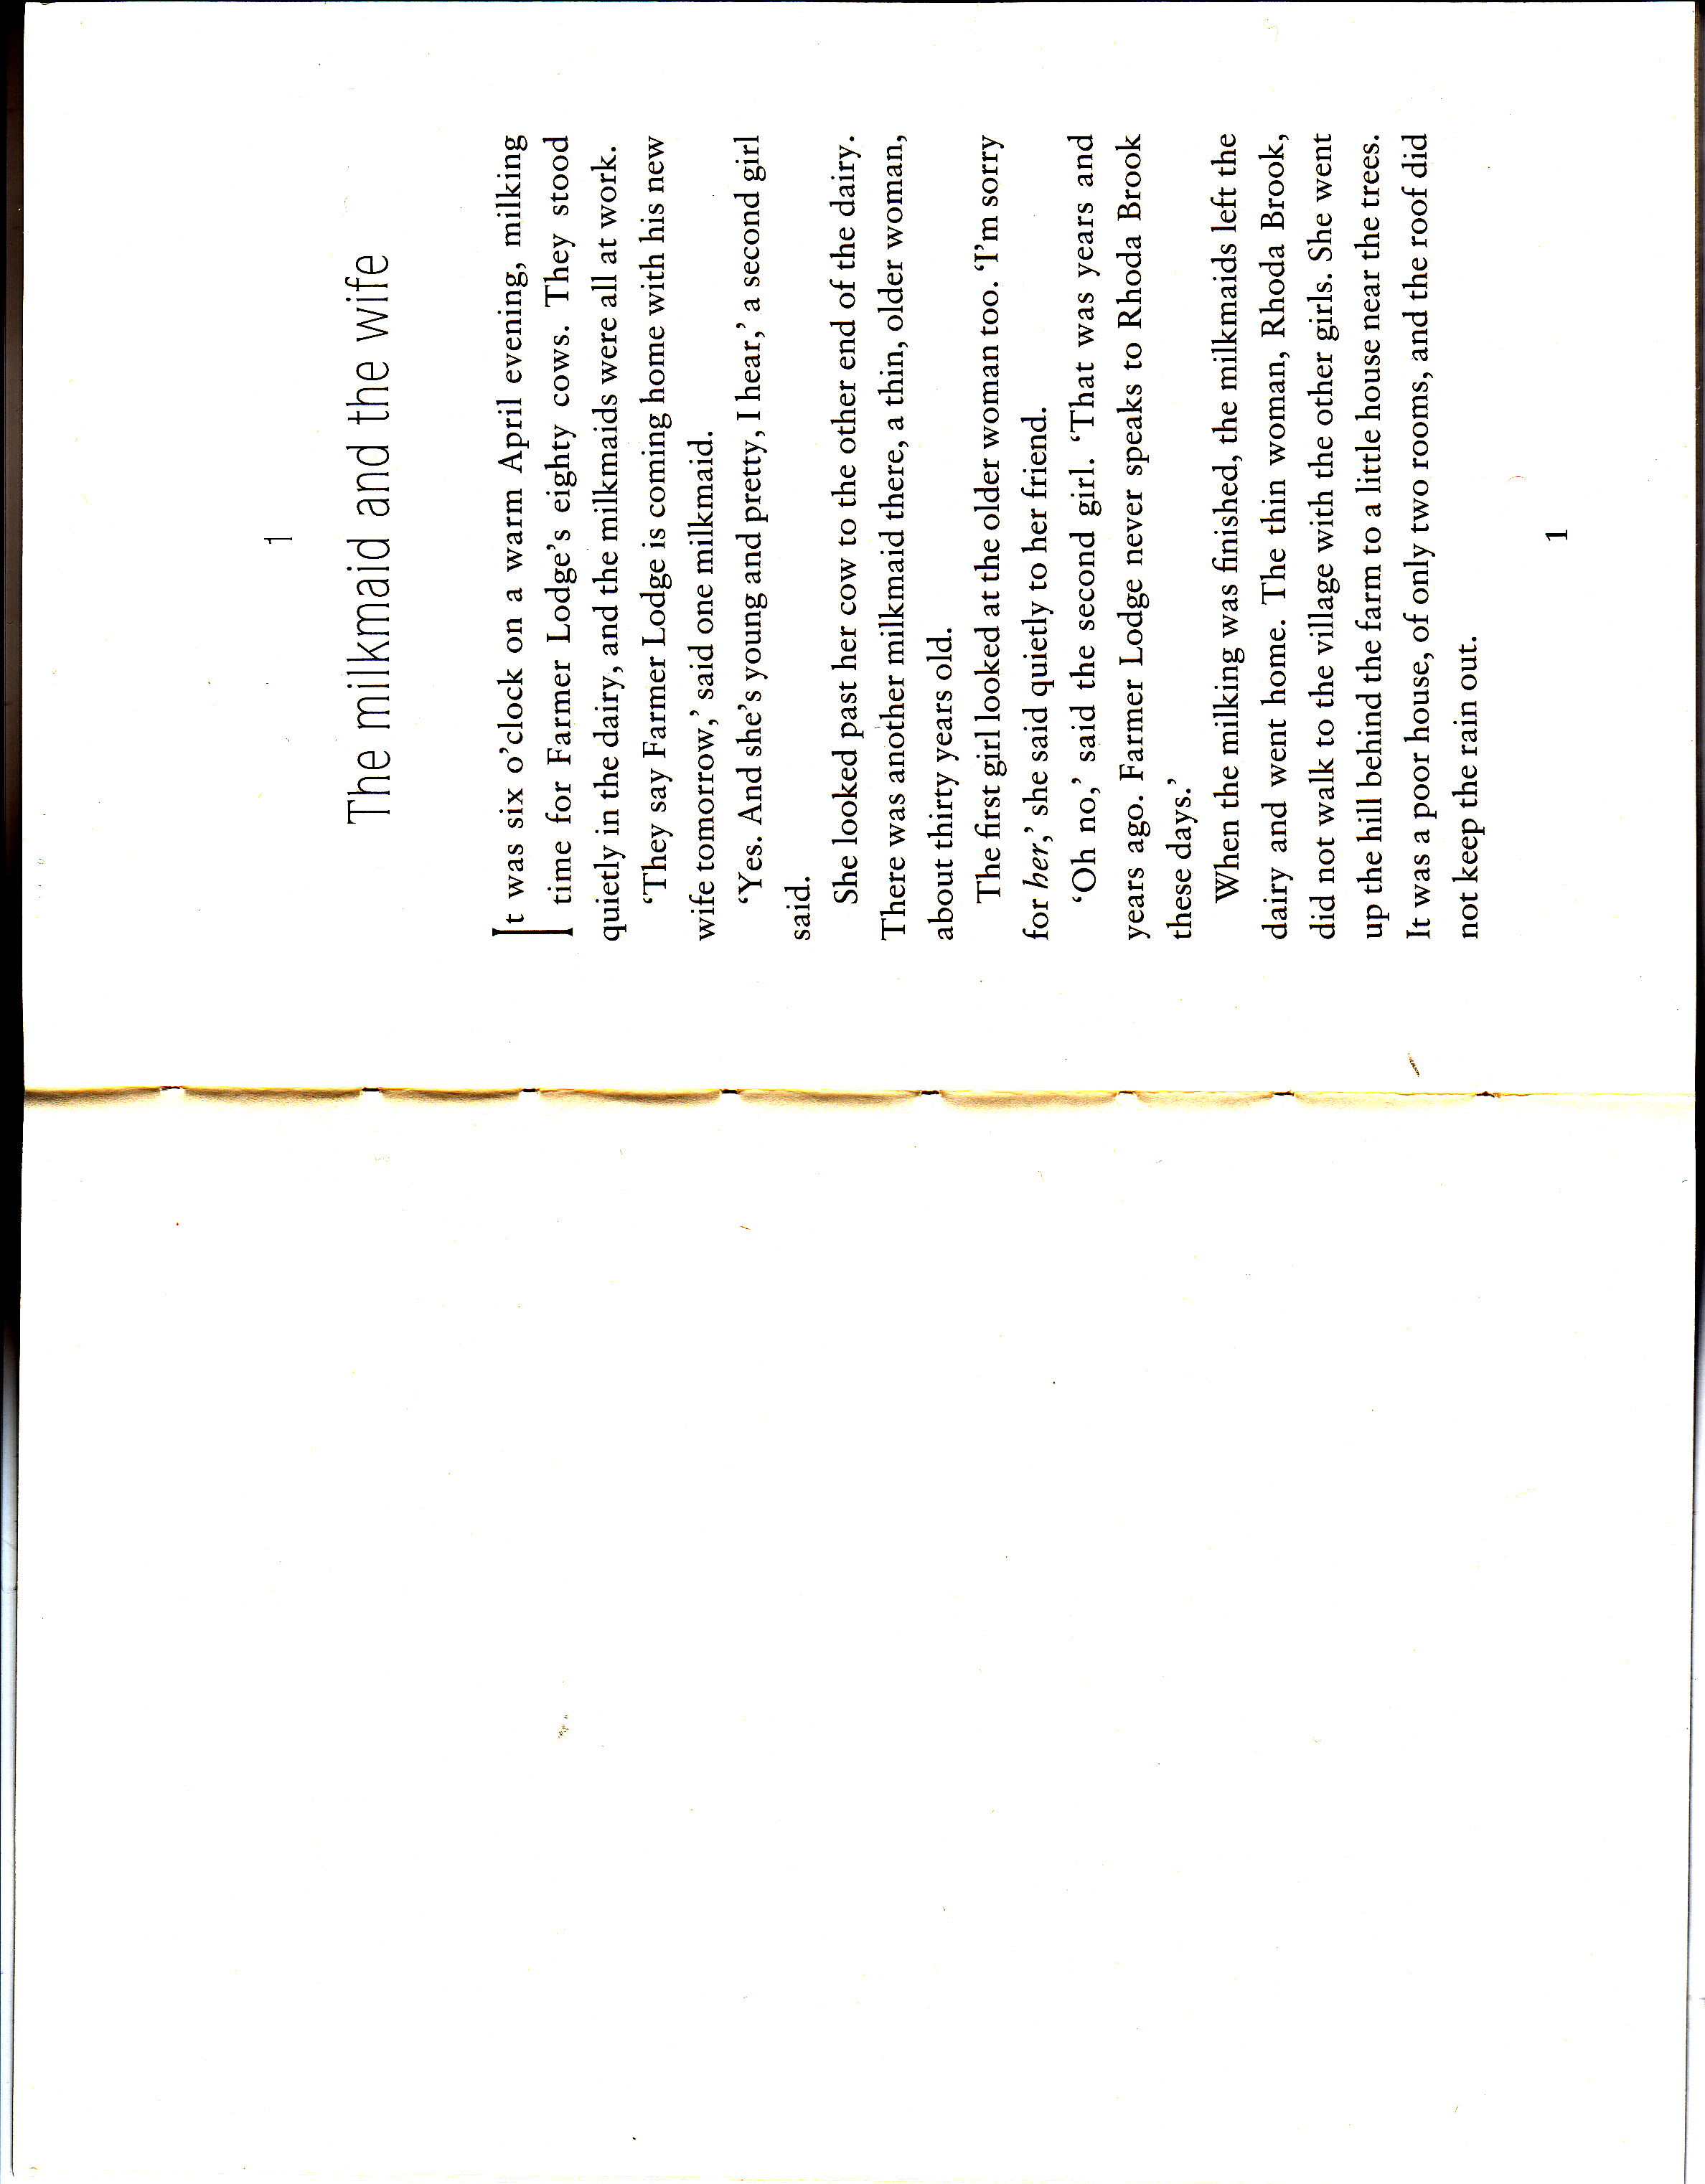 1
The milkmaid and the wife
It was six o’clock on a warm April evening, milking
time for Farmer Lodge’s eighty cows. They stood
quietly in the dairy, and the milkmaids were all at work.
‘They say Farmer Lodge is coming home with his new
wife tomorrow,’ said one milkmaid.
‘Yes. And she’s young and pretty, I hear,’ a second girl
said.
She looked past her cow to the other end of the dairy.
There was another milkmaid there, a thin, older woman,
about thirty years old.
The first girl looked at the older woman too. ‘I’m sorry
for her,’ she said quietly to her friend.
‘Oh no,’ said the second girl. ‘That was years and
years ago. Farmer Lodge never speaks to Rhoda Brook
these days.’
When the milking was finished, the milkmaids left the
dairy and went home. The thin woman, Rhoda Brook,
did not walk to the village with the other girls. She went
up the hill behind the farm to a little house near the trees.
It was a poor house, of only two rooms, and the roof did
not keep the rain out.
1